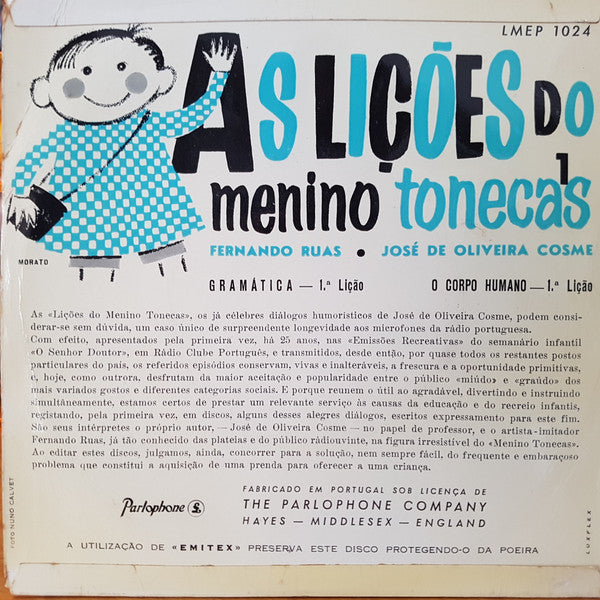 LMEP 1024
AS LIÇÕES DO
menino tonecas 1
FERNANDO RUAS • JOSÉ DE OLIVEIRA COSME
MORATO
GRAMÁTICA — 1.ª Lição O CORPO HUMANO — 1.ª Lição
As «Lições do Menino Tonecas», os já célebres diálogos humorísticos de José de Oliveira Cosme, podem consi-
derar-se sem dúvida, um caso único de surpreendente longevidade aos microfones da rádio portuguesa.
Com efeito, apresentados pela primeira vez, há 25 anos, nas «Emissões Recreativas» do semanário infantil
«O Senhor Doutor», em Rádio Clube Português, e transmitidos, desde então, por quase todos os restantes postos
particulares do país, os referidos episódios conservam, vivas e inalteráveis, a frescura e a oportunidade primitivas,
e, hoje, como outrora, desfrutam da maior aceitação e popularidade entre o público «miúdo» e «graúdo» dos
mais variados gostos e diferentes categorias sociais. E porque reunem o útil ao agradável, divertindo e instruindo
simultâneamente, estamos certos de prestar um relevante serviço às causas da educação e do recreio infantis,
registando, pela primeira vez, em discos, alguns desses alegres diálogos, escritos expressamento para este fim.
São seus intérpretes o próprio autor, — José de Oliveira Cosme — no papel de professor, e o artista-imitador
Fernando Ruas, já tão conhecido das plateias e do público rádiouvinte, na figura irresistível do «Menino Tonecas».
Ao editar estes discos, julgamos, ainda, concorrer para a solução, nem sempre fácil, do frequente e embaraçoso
problema que constitui a aquisição de uma prenda para oferecer a uma criança.
FOTO NUNO CALVET
Parlophone
FABRICADO EM PORTUGAL SOB LICENÇA DE
THE PARLOPHONE COMPANY
HAYES — MIDDLESEX — ENGLAND
LUXFLEX
A UTILIZAÇÃO DE «EMITEX» PRESERVA ESTE DISCO PROTEGENDO-O DA POEIRA